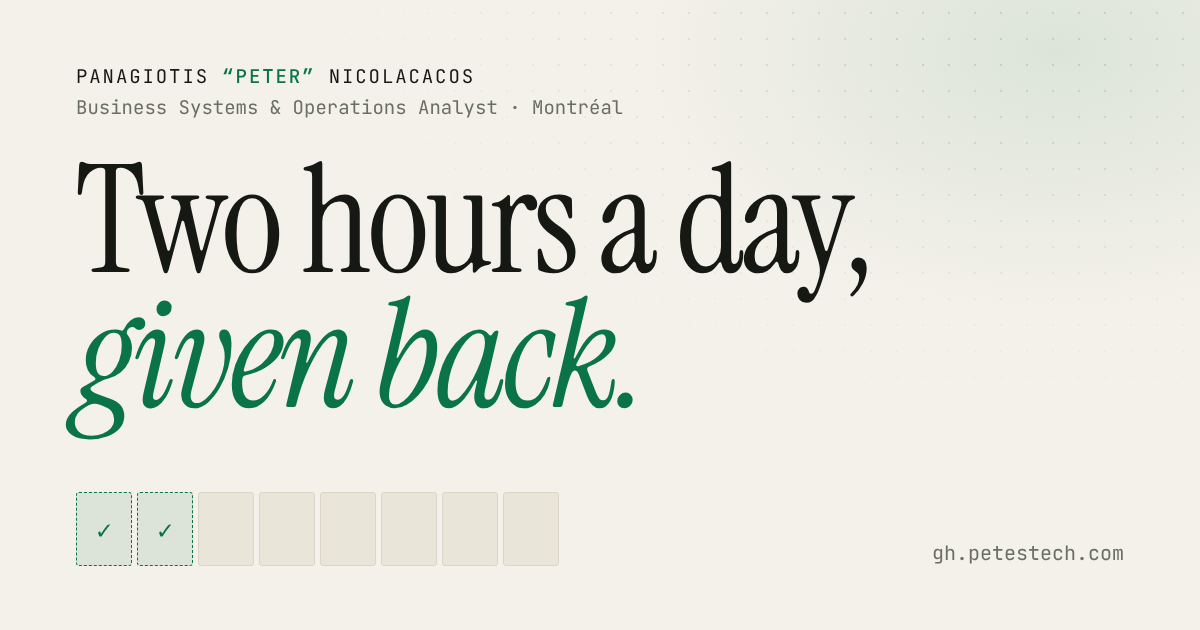 PANAGIOTIS “PETER” NICOLACACOS
Business Systems & Operations Analyst · Montréal
Two hours a day,
given back.
✓ ✓
gh.petestech.com